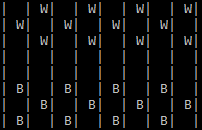 |  | W|  | W|  | W|  | W|
| W|  | W|  | W|  | W|  |
|  | W|  | W|  | W|  | W|
|  |  |  |  |  |  |  |  |
|  |  |  |  |  |  |  |  |
| B|  | B|  | B|  | B|  |
|  | B|  | B|  | B|  | B|
| B|  | B|  | B|  | B|  |